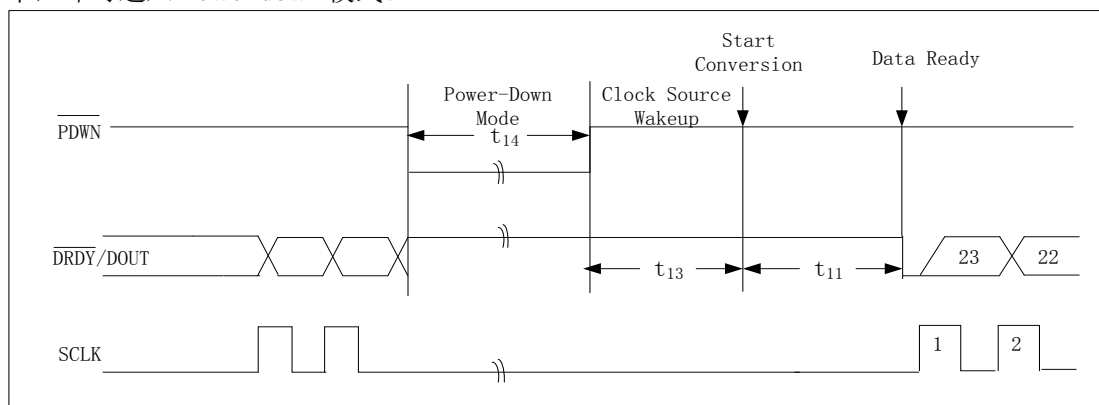 Start
Conversion
Data Ready
Power-Down
Mode
Clock Source
Wakeup
PDWN
t14
DRDY/DOUT
t13
t11
23
22
SCLK
1
2